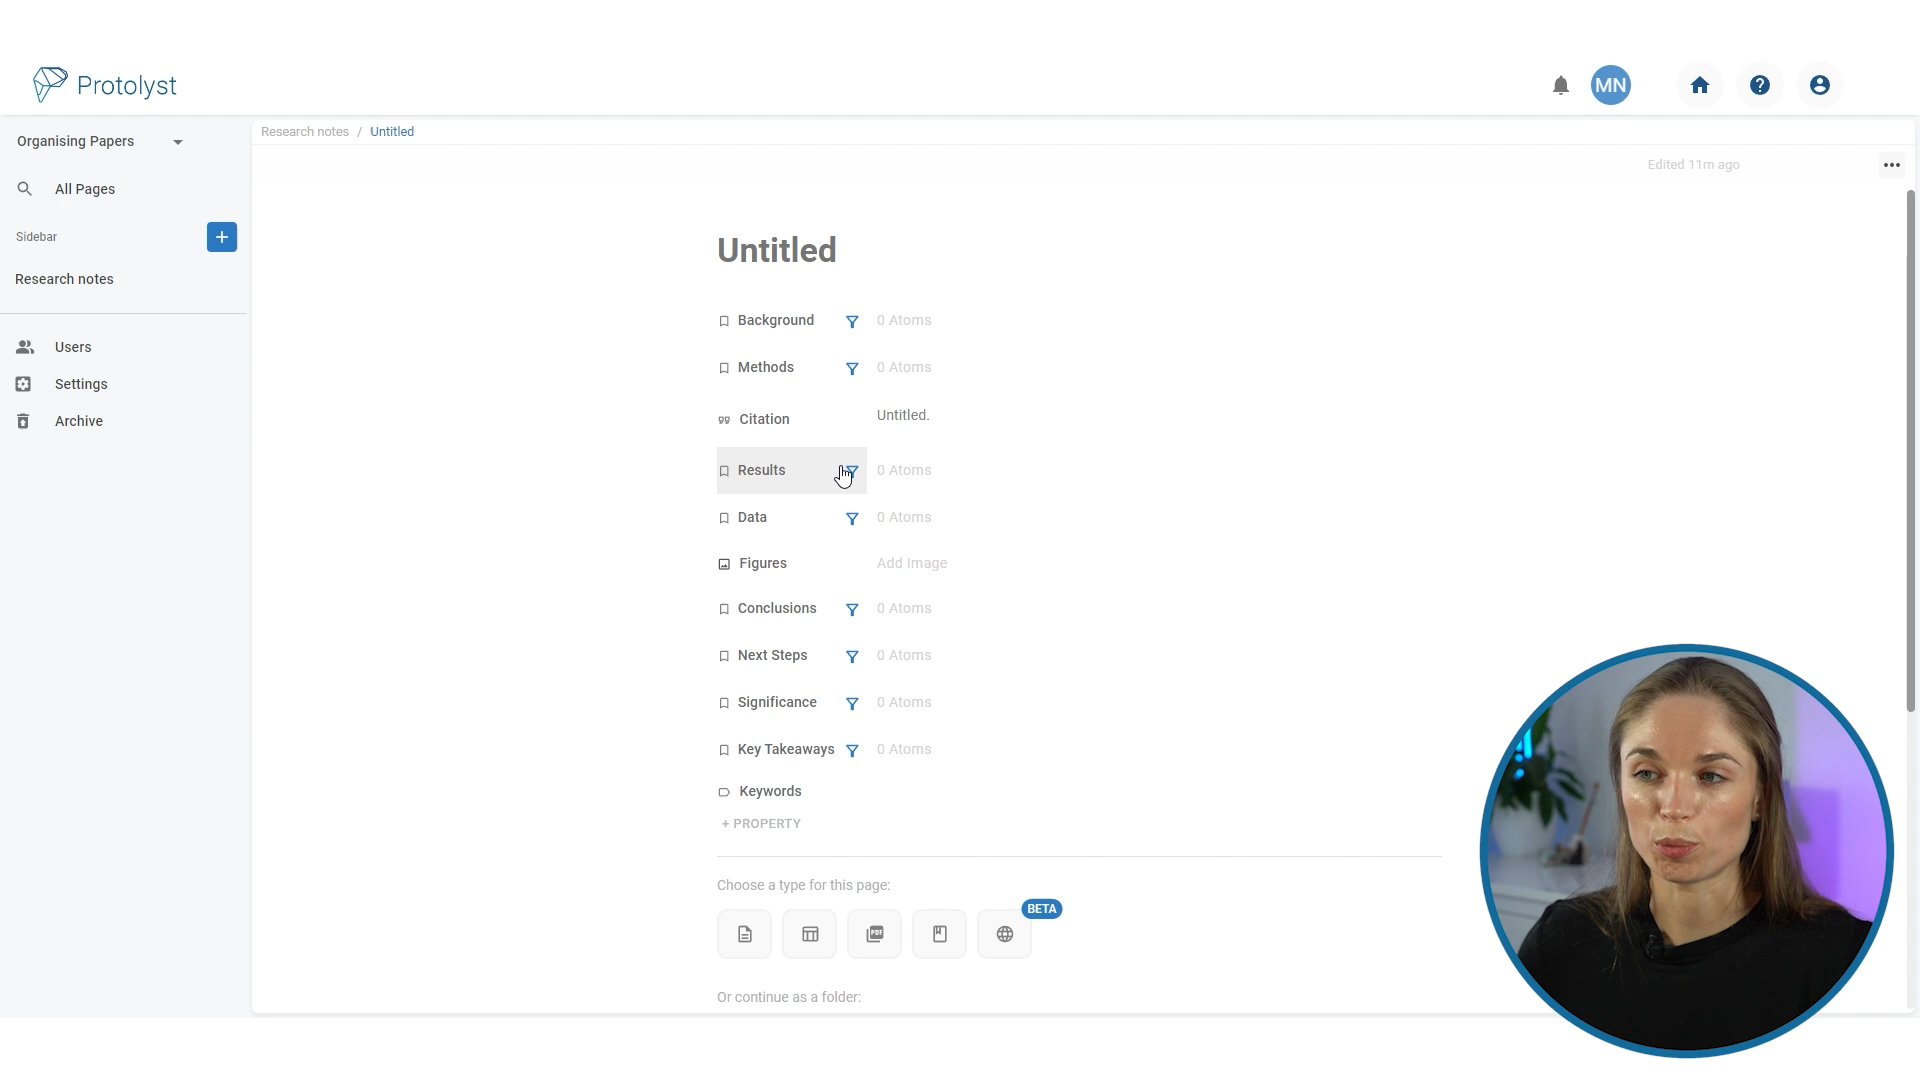 Protolyst
MN
Organising Papers
Research notes / Untitled
Edited 11m ago
All Pages
Sidebar
+
Research notes
Users
Settings
Archive
Untitled
Background 0 Atoms
Methods 0 Atoms
Citation Untitled.
Results 0 Atoms
Data 0 Atoms
Figures Add Image
Conclusions 0 Atoms
Next Steps 0 Atoms
Significance 0 Atoms
Key Takeaways 0 Atoms
Keywords
+ PROPERTY
Choose a type for this page:
BETA
PDF
Or continue as a folder: